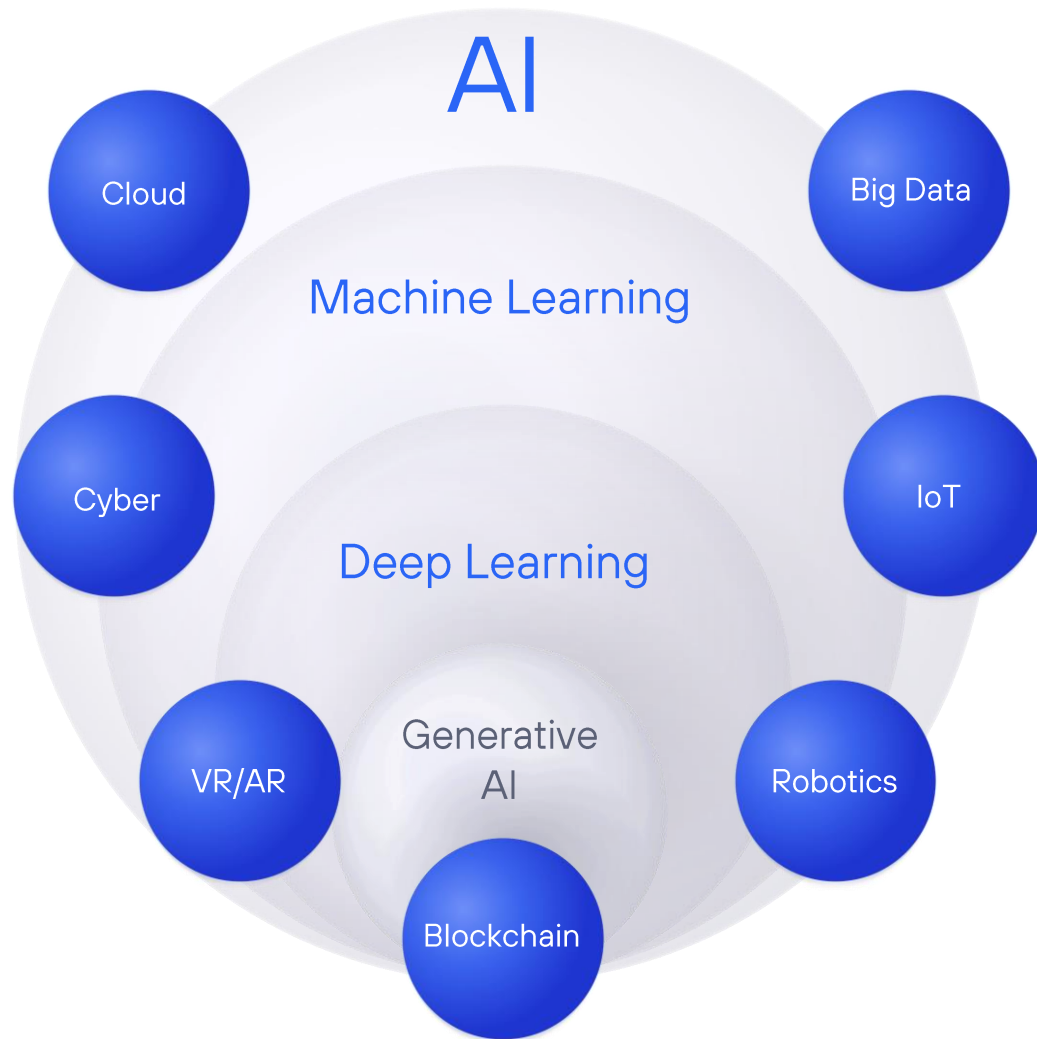 AI
Cloud
Big Data
Machine Learning
Cyber
IoT
Deep Learning
Generative
AI
VR/AR
Robotics
Blockchain